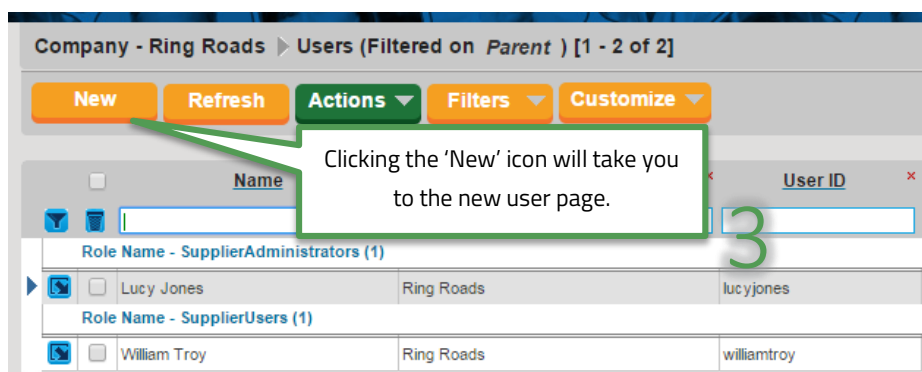 Company - Ring Roads Users (Filtered on Parent ) [1 - 2 of 2]
New Refresh Actions Filters Customize
Clicking the ‘New’ icon will take you
to the new user page.
Name × User ID ×
3
Role Name - SupplierAdministrators (1)
Lucy Jones Ring Roads lucyjones
Role Name - SupplierUsers (1)
William Troy Ring Roads williamtroy